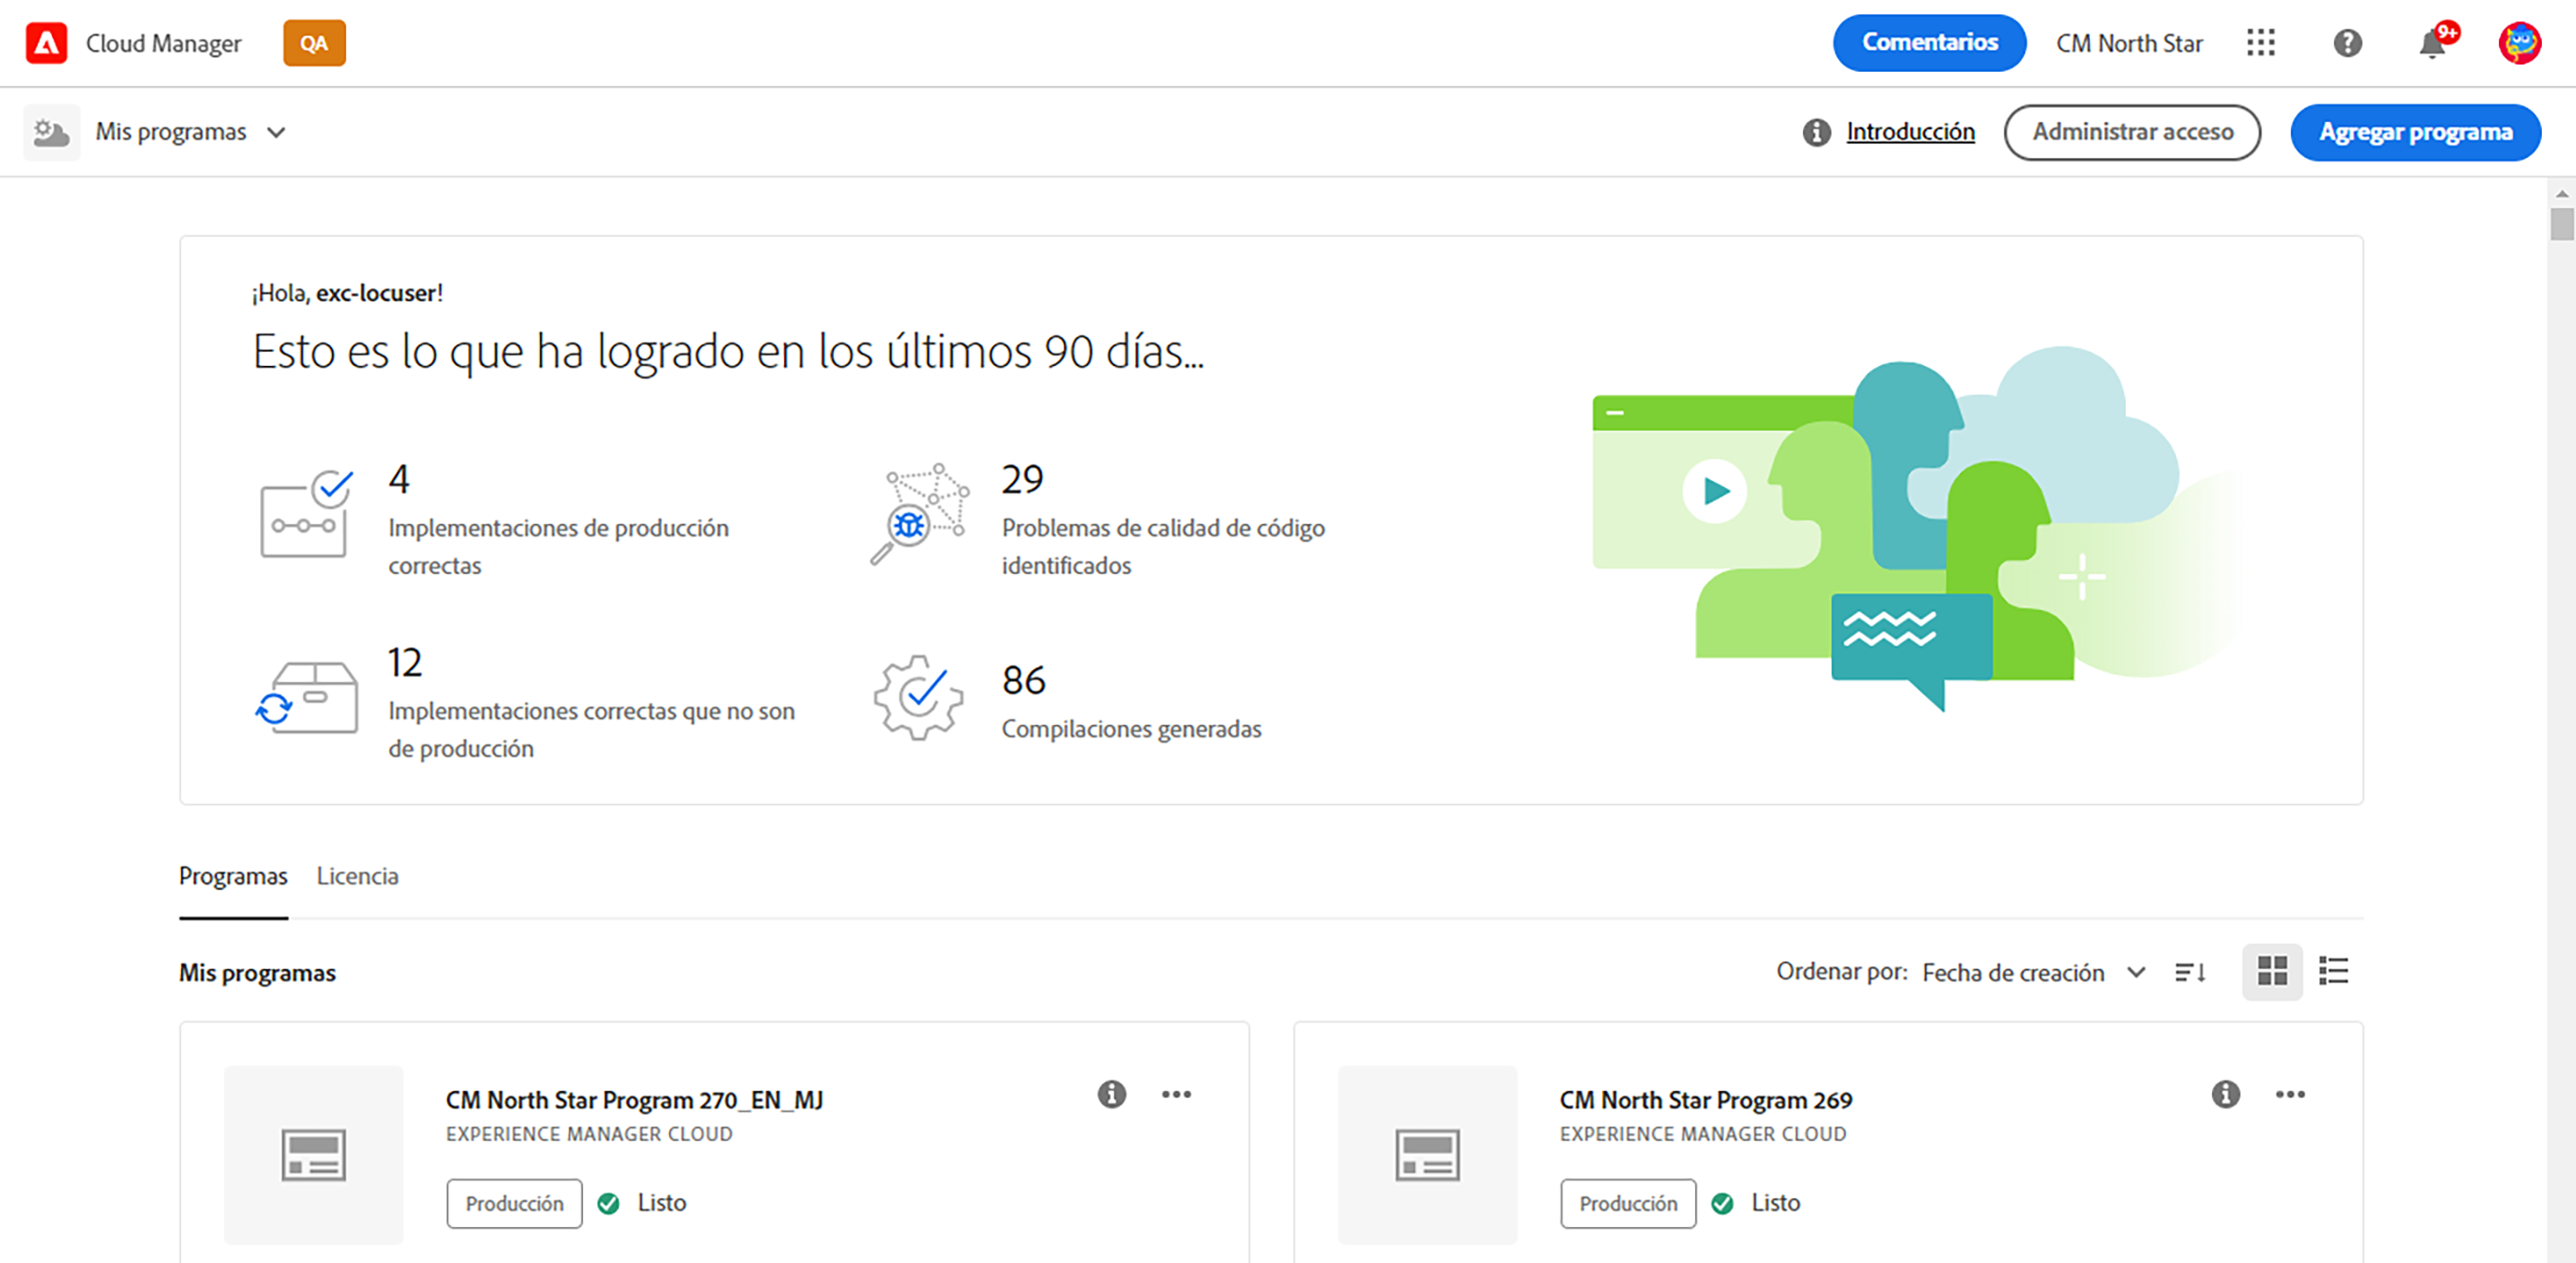 Cloud Manager QA Comentarios CM North Star 9+
Mis programas Introducción Administrar acceso Agregar programa
¡Hola, exc-locuser!
Esto es lo que ha logrado en los últimos 90 días...
4
Implementaciones de producción
correctas
29
Problemas de calidad de código
identificados
12
Implementaciones correctas que no son
de producción
86
Compilaciones generadas
Programas Licencia
Mis programas Ordenar por: Fecha de creación
CM North Star Program 270_EN_MJ
EXPERIENCE MANAGER CLOUD
Producción Listo
CM North Star Program 269
EXPERIENCE MANAGER CLOUD
Producción Listo